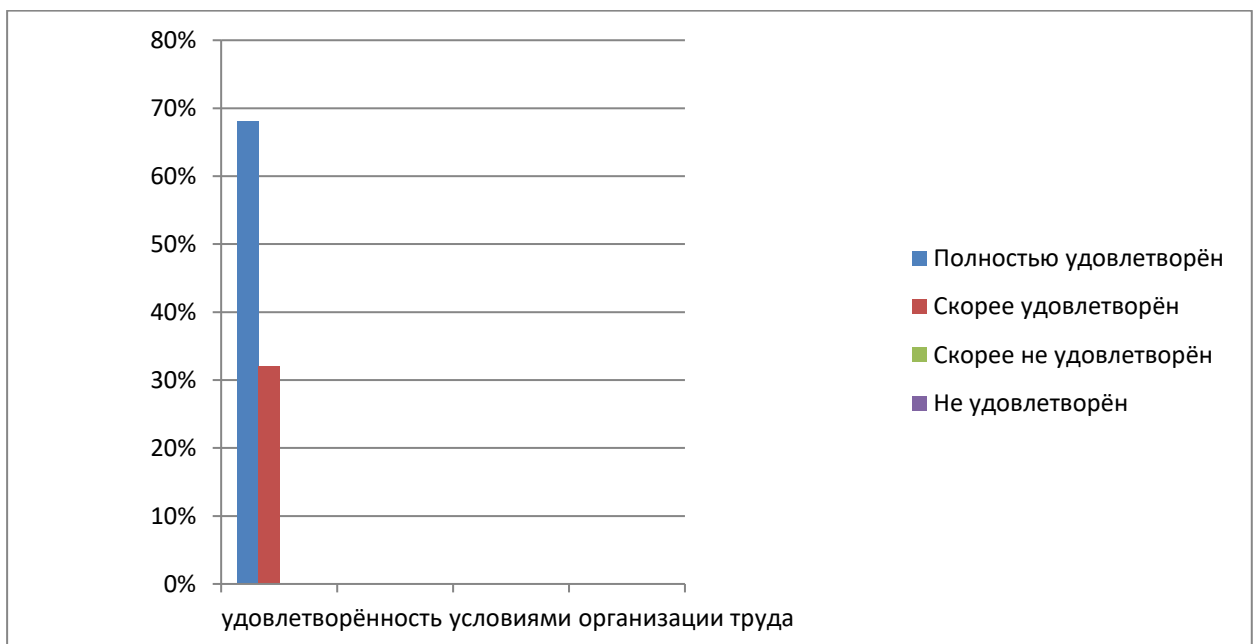 80%
70%
60%
50%
40%
30%
20%
10%
0%
удовлетворённость условиями организации труда
Полностью удовлетворён
Скорее удовлетворён
Скорее не удовлетворён
Не удовлетворён